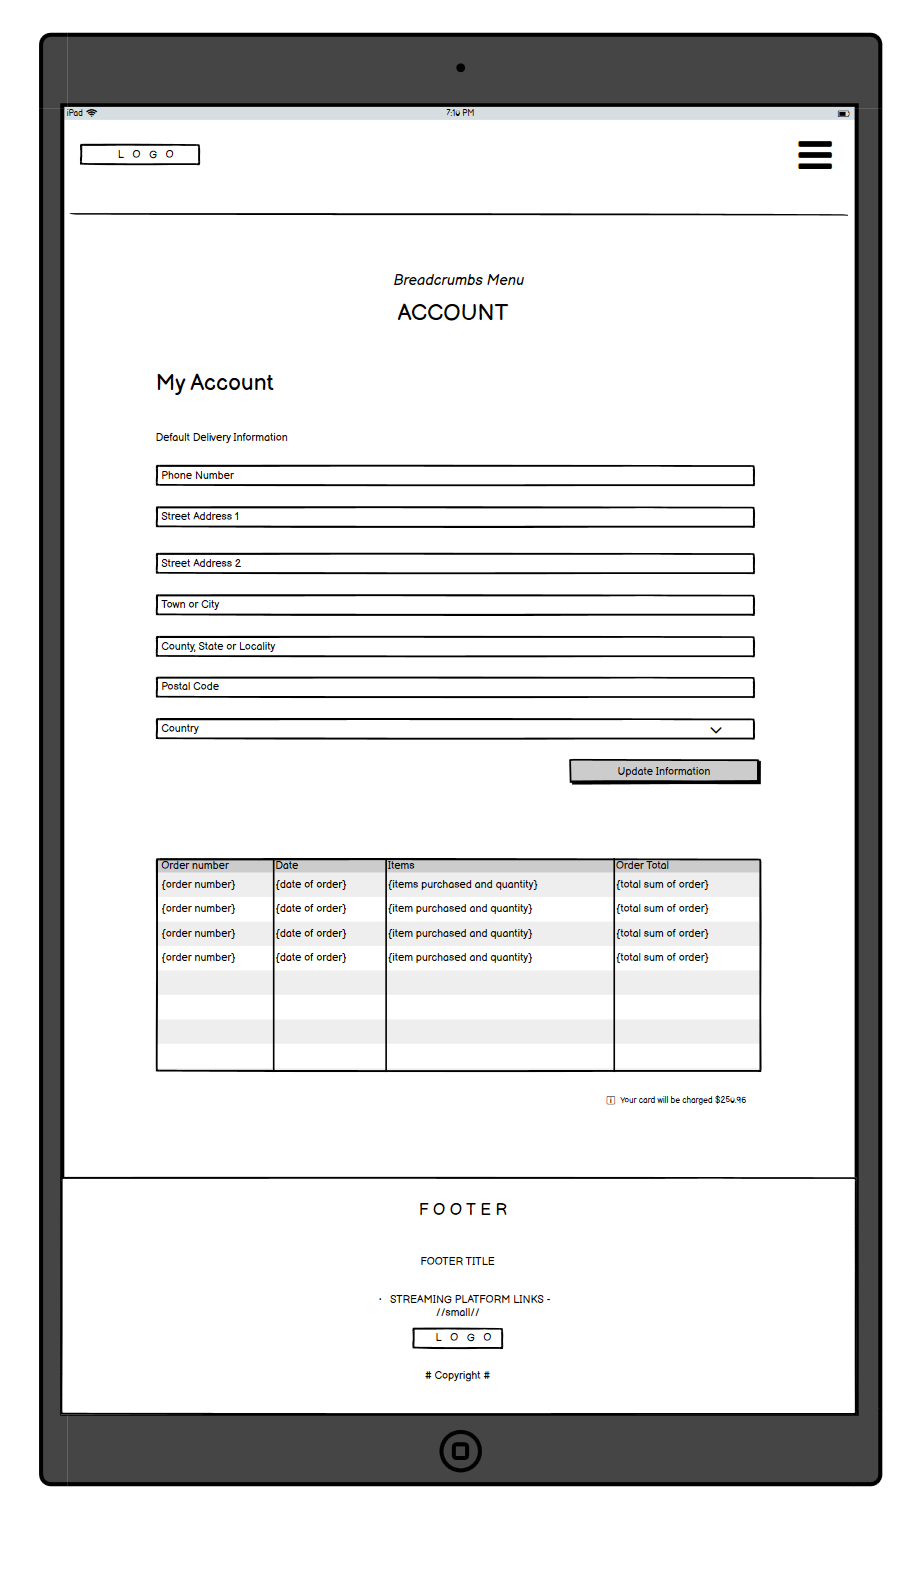 iPad 7:10 PM
L O G O
Breadcrumbs Menu
ACCOUNT
My Account
Default Delivery Information
Phone Number
Street Address 1
Street Address 2
Town or City
County, State or Locality
Postal Code
Country
Update Information
Order number Date Items Order Total
{order number} {date of order} {items purchased and quantity} {total sum of order}
{order number} {date of order} {item purchased and quantity} {total sum of order}
{order number} {date of order} {item purchased and quantity} {total sum of order}
{order number} {date of order} {item purchased and quantity} {total sum of order}
i Your card will be charged $250.96
FOOTER
FOOTER TITLE
· STREAMING PLATFORM LINKS -
//small//
L O G O
# Copyright #